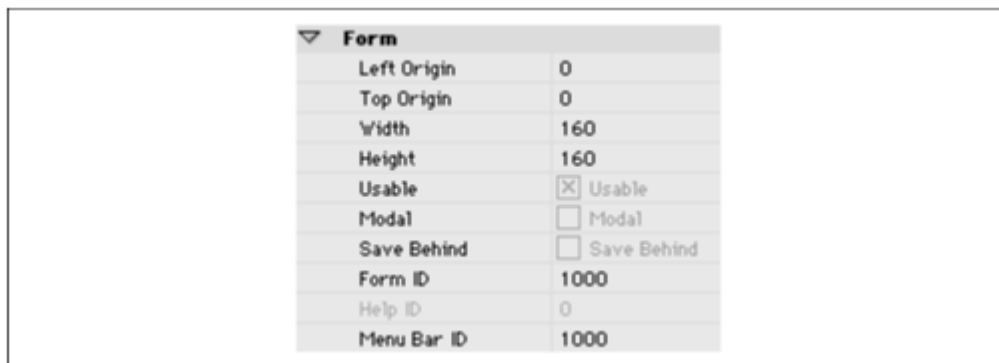 Form
Left Origin 0
Top Origin 0
Width 160
Height 160
Usable Usable
Modal Modal
Save Behind Save Behind
Form ID 1000
Help ID 0
Menu Bar ID 1000